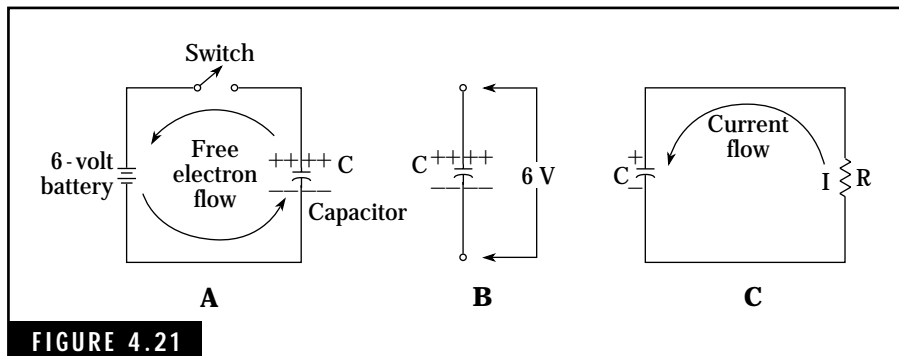 Switch
6-volt
battery
Free
electron
flow
++++ C
– – – –
Capacitor
A
C ++++
– – – –
6 V
B
Current
flow
+
C
–
I R
C
FIGURE 4.21